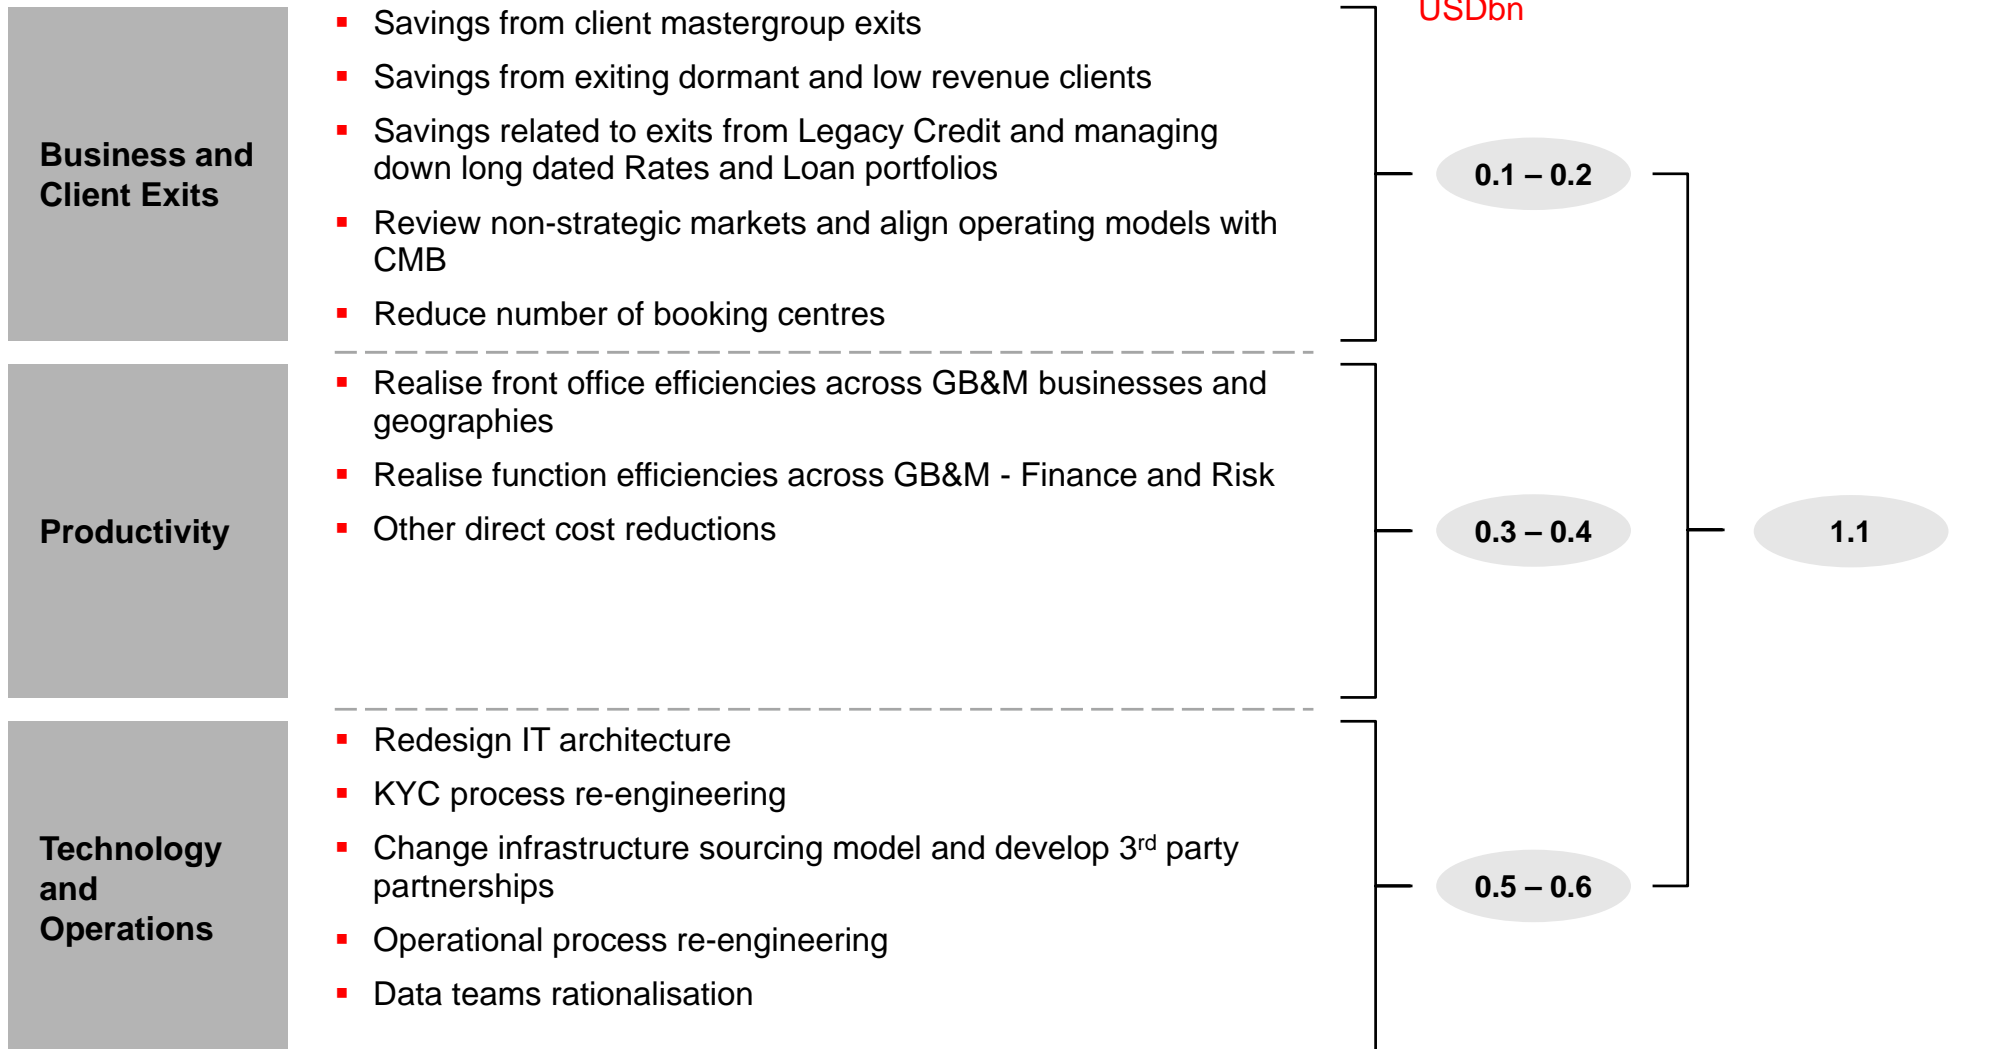 USDbn
Business and
Client Exits
Savings from client mastergroup exits
Savings from exiting dormant and low revenue clients
Savings related to exits from Legacy Credit and managing
down long dated Rates and Loan portfolios
Review non-strategic markets and align operating models with
CMB
Reduce number of booking centres
0.1 – 0.2
Productivity
Realise front office efficiencies across GB&M businesses and
geographies
Realise function efficiencies across GB&M - Finance and Risk
Other direct cost reductions
0.3 – 0.4
1.1
Technology
and
Operations
Redesign IT architecture
KYC process re-engineering
Change infrastructure sourcing model and develop 3rd party
partnerships
Operational process re-engineering
Data teams rationalisation
0.5 – 0.6